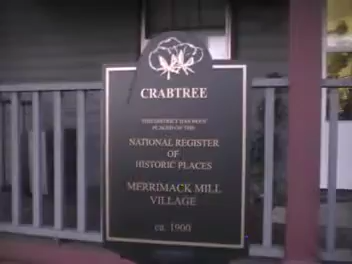 CRABTREE
THIS DISTRICT HAS BEEN
PLACED ON THE
NATIONAL REGISTER
OF
HISTORIC PLACES
MERRIMACK MILL
VILLAGE
ca. 1900